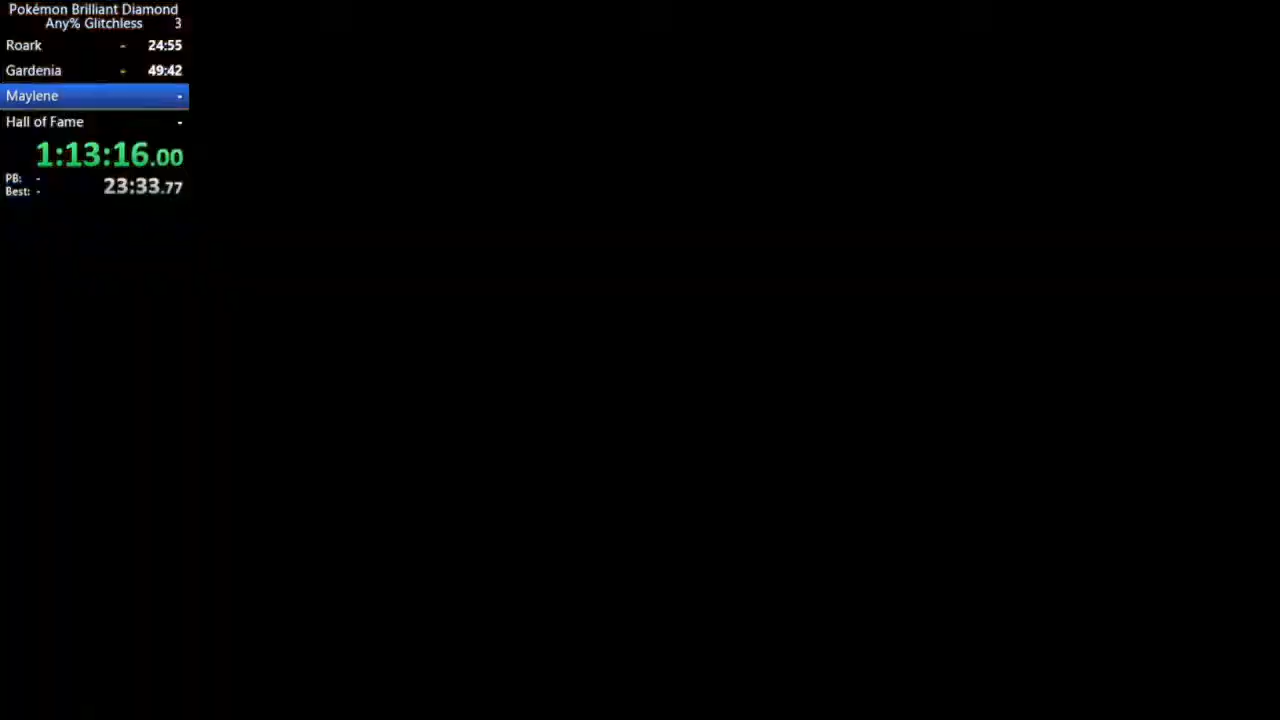 Pokémon Brilliant Diamond
Any% Glitchless 3
Roark - 24:55
Gardenia - 49:42
Maylene -
Hall of Fame -
1:13:16.00
PB: -
Best: - 23:33.77